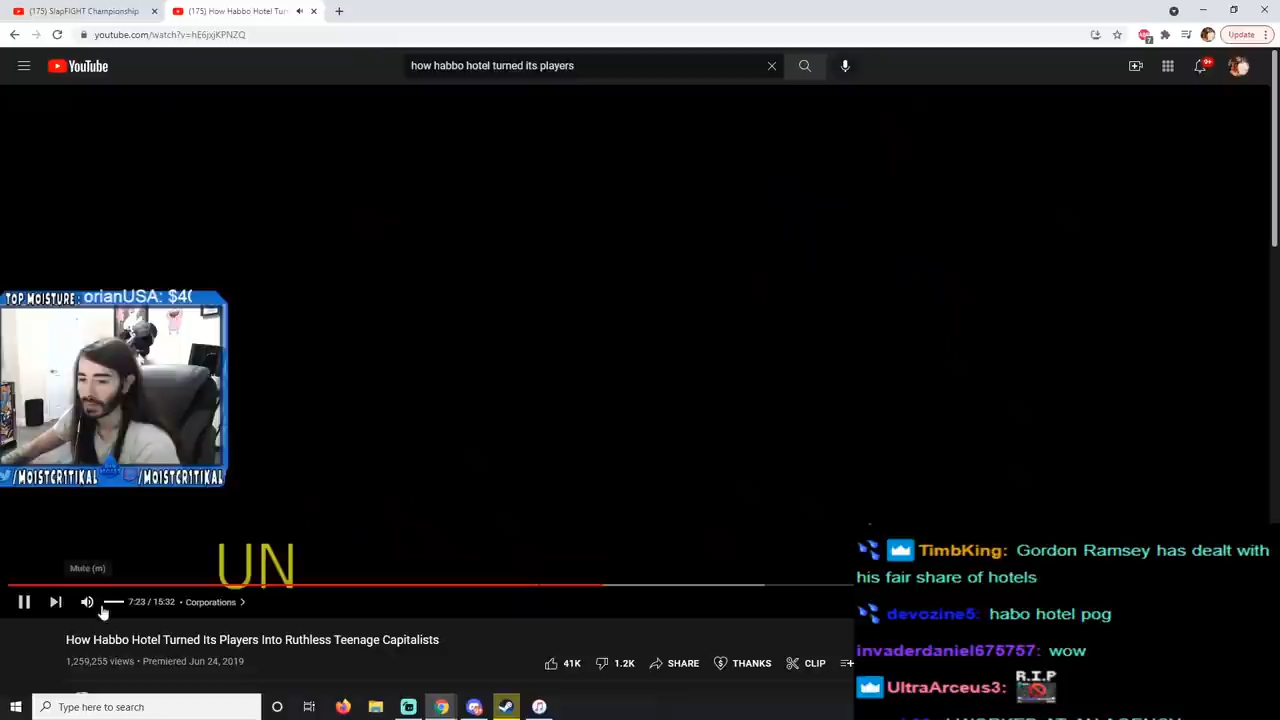 (175) SlapFIGHT Championship
(175) How Habbo Hotel Tur
youtube.com/watch?v=hE6jxjKPNZQ
7
Update
YouTube
how habbo hotel turned its players
9+
TOP MOISTURE: orianUSA: $4(
/MOISTCR1TIKAL /MOISTCR1TIKAL
UN
Mute (m)
7:23 / 15:32 • Corporations
How Habbo Hotel Turned Its Players Into Ruthless Teenage Capitalists
1,259,255 views • Premiered Jun 24, 2019
41K 1.2K SHARE THANKS CLIP
TimbKing: Gordon Ramsey has dealt with
his fair share of hotels
devozine5: habo hotel pog
invaderdaniel675757: wow
UltraArceus3: R.I.P
Type here to search